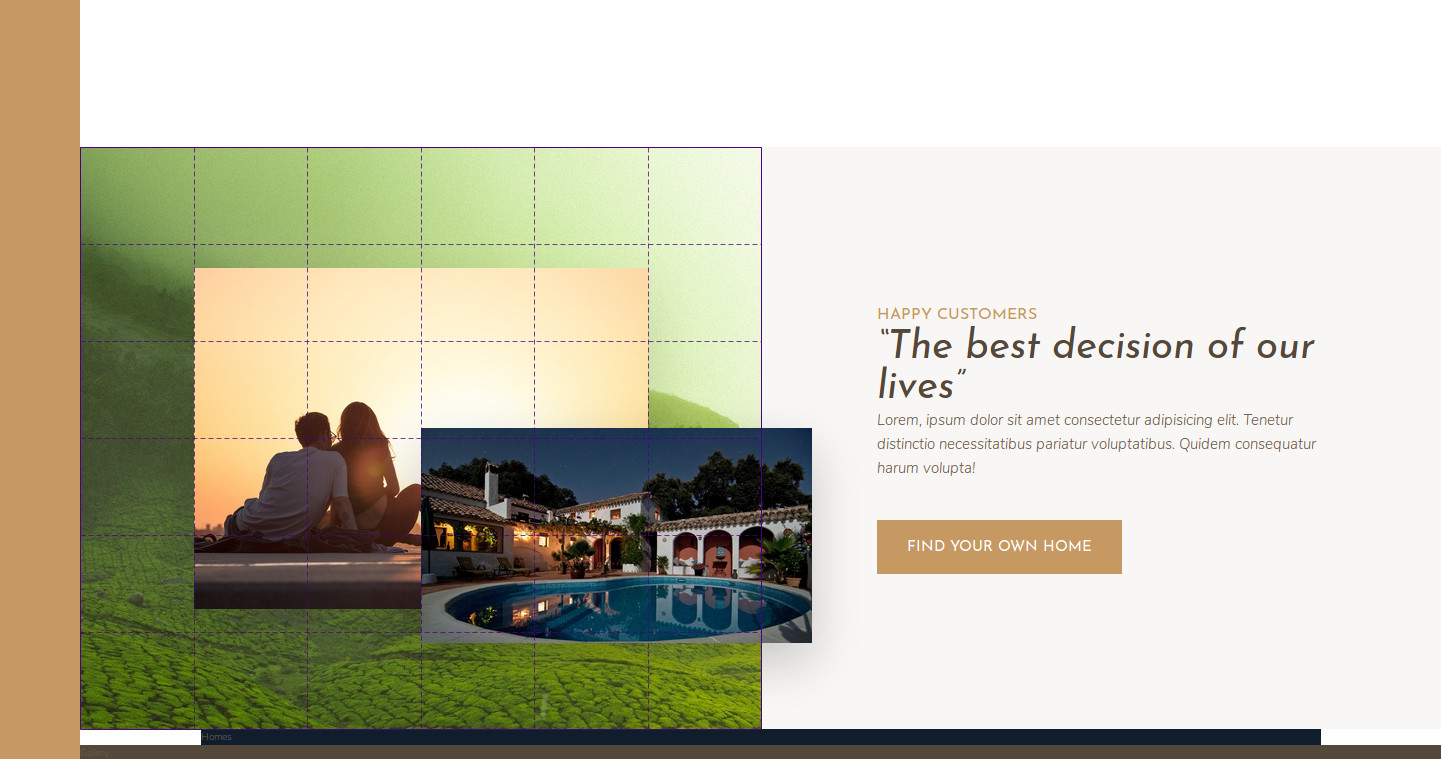 HAPPY CUSTOMERS
“The best decision of our
lives”
Lorem, ipsum dolor sit amet consectetur adipisicing elit. Tenetur
distinctio necessitatibus pariatur voluptatibus. Quidem consequatur
harum volupta!
FIND YOUR OWN HOME
Homes
Gallery